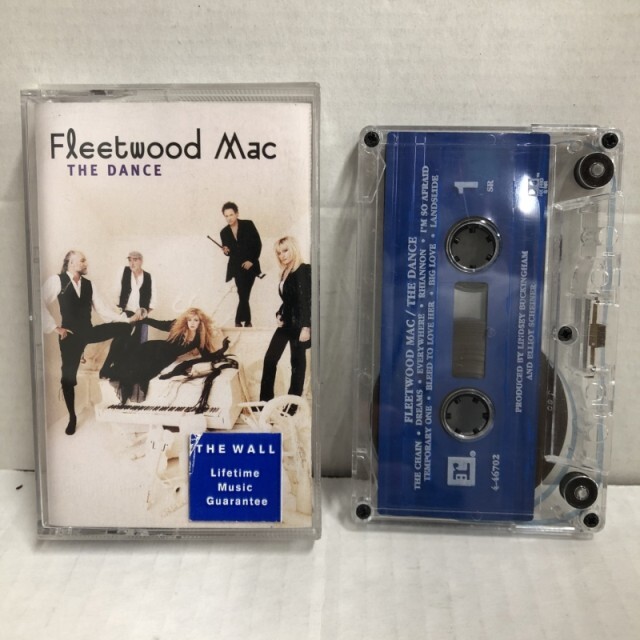 Fleetwood Mac
THE DANCE
THE WALL
Lifetime
Music
Guarantee
1
SR
FLEETWOOD MAC / THE DANCE
THE CHAIN • DREAMS • EVERYWHERE • RHIANNON • I'M SO AFRAID
TEMPORARY ONE • BLEED TO LOVE HER • BIG LOVE • LANDSLIDE
PRODUCED BY LINDSEY BUCKINGHAM
AND ELLIOT SCHEINER
4-46702